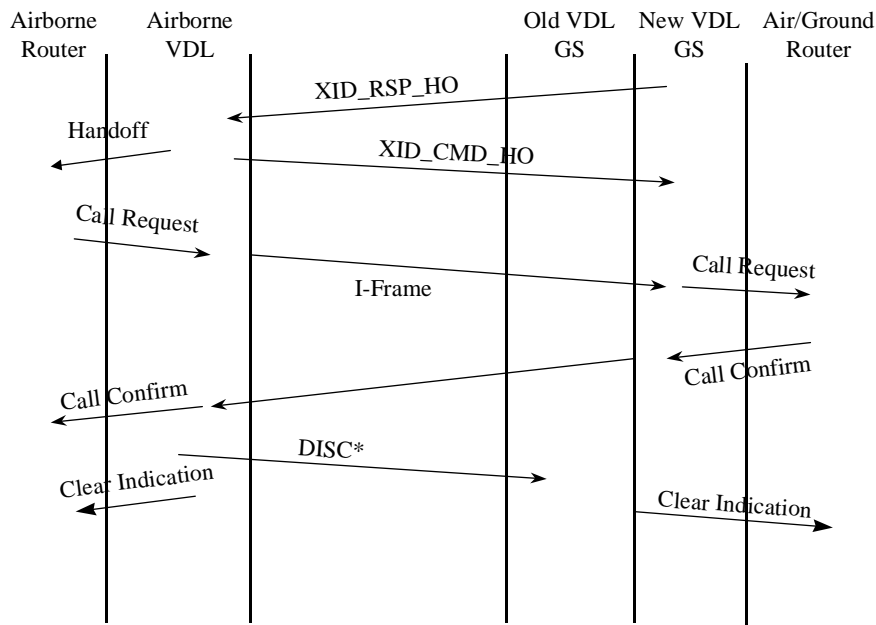 Airborne Router
Airborne VDL
Old VDL GS
New VDL GS
Air/Ground Router
XID_RSP_HO
Handoff
XID_CMD_HO
Call Request
Call Request
I-Frame
Call Confirm
Call Confirm
DISC*
Clear Indication
Clear Indication